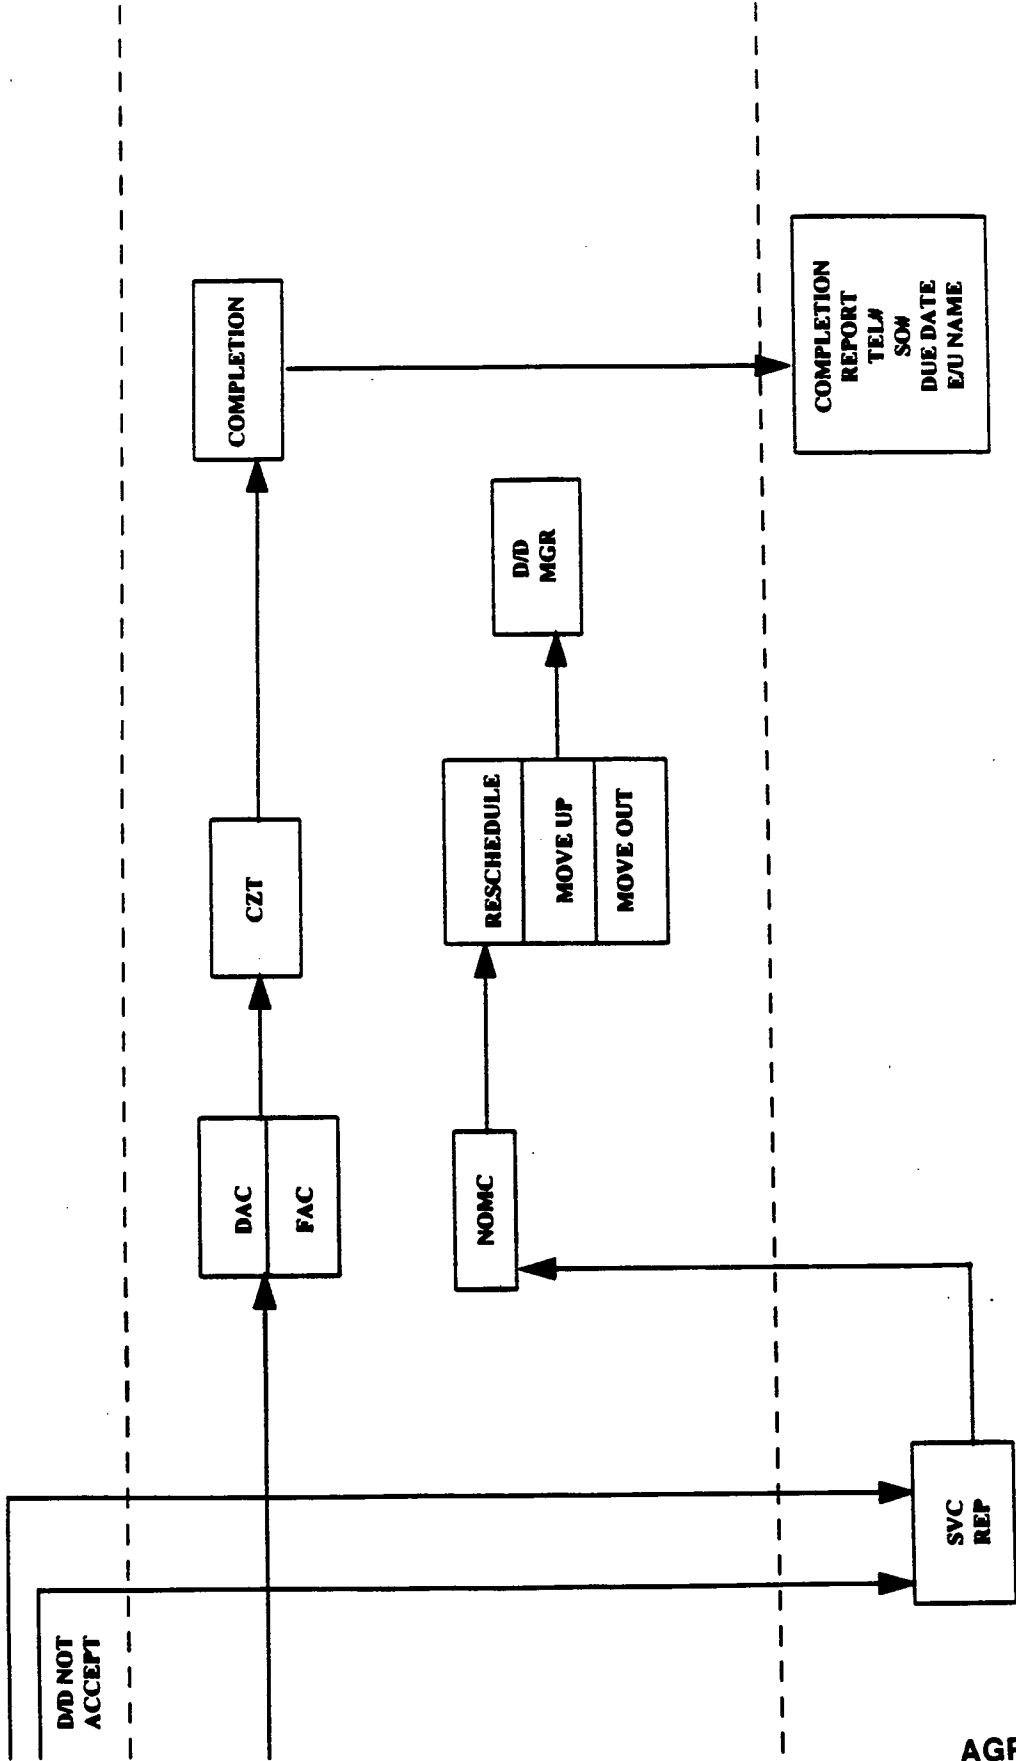 D/D NOT
ACCEPT
DAC
FAC
CZT
COMPLETION
NOMC
RESCHEDULE
MOVE UP
MOVE OUT
D/D
MGR
SVC
REP
COMPLETION
REPORT
TEL#
SO#
DUE DATE
E/U NAME